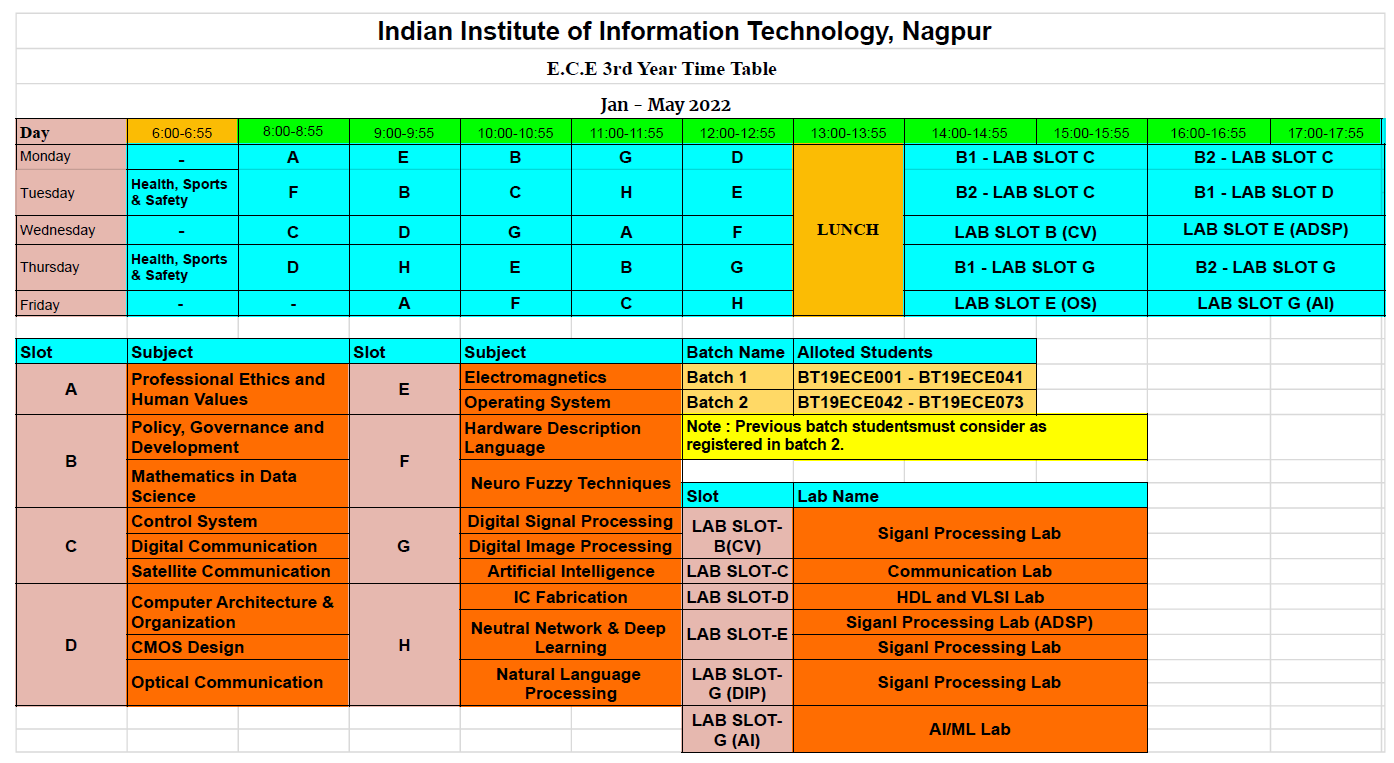 Indian Institute of Information Technology, Nagpur
E.C.E 3rd Year Time Table
Jan - May 2022
Day 6:00-6:55 8:00-8:55 9:00-9:55 10:00-10:55 11:00-11:55 12:00-12:55 13:00-13:55 14:00-14:55 15:00-15:55 16:00-16:55 17:00-17:55
Monday - A E B G D B1 - LAB SLOT C B2 - LAB SLOT C
Tuesday Health, Sports
& Safety F B C H E B2 - LAB SLOT C B1 - LAB SLOT D
Wednesday - C D G A F LUNCH LAB SLOT B (CV) LAB SLOT E (ADSP)
Thursday Health, Sports
& Safety D H E B G B1 - LAB SLOT G B2 - LAB SLOT G
Friday - - A F C H LAB SLOT E (OS) LAB SLOT G (AI)
Slot Subject Slot Subject
A
Professional Ethics and
Human Values
E
Electromagnetics
Operating System
B
Policy, Governance and
Development
Mathematics in Data
Science
F
Hardware Description
Language
Neuro Fuzzy Techniques
C
Control System
Digital Communication
Satellite Communication
G
Digital Signal Processing
Digital Image Processing
Artificial Intelligence
D
Computer Architecture &
Organization
CMOS Design
Optical Communication
H
IC Fabrication
Neutral Network & Deep
Learning
Natural Language
Processing
Batch Name Alloted Students
Batch 1 BT19ECE001 - BT19ECE041
Batch 2 BT19ECE042 - BT19ECE073
Note : Previous batch studentsmust consider as
registered in batch 2.
Slot Lab Name
LAB SLOT-
B(CV)
Siganl Processing Lab
LAB SLOT-C Communication Lab
LAB SLOT-D HDL and VLSI Lab
LAB SLOT-E
Siganl Processing Lab (ADSP)
Siganl Processing Lab
LAB SLOT-
G (DIP)
Siganl Processing Lab
LAB SLOT-
G (AI)
AI/ML Lab